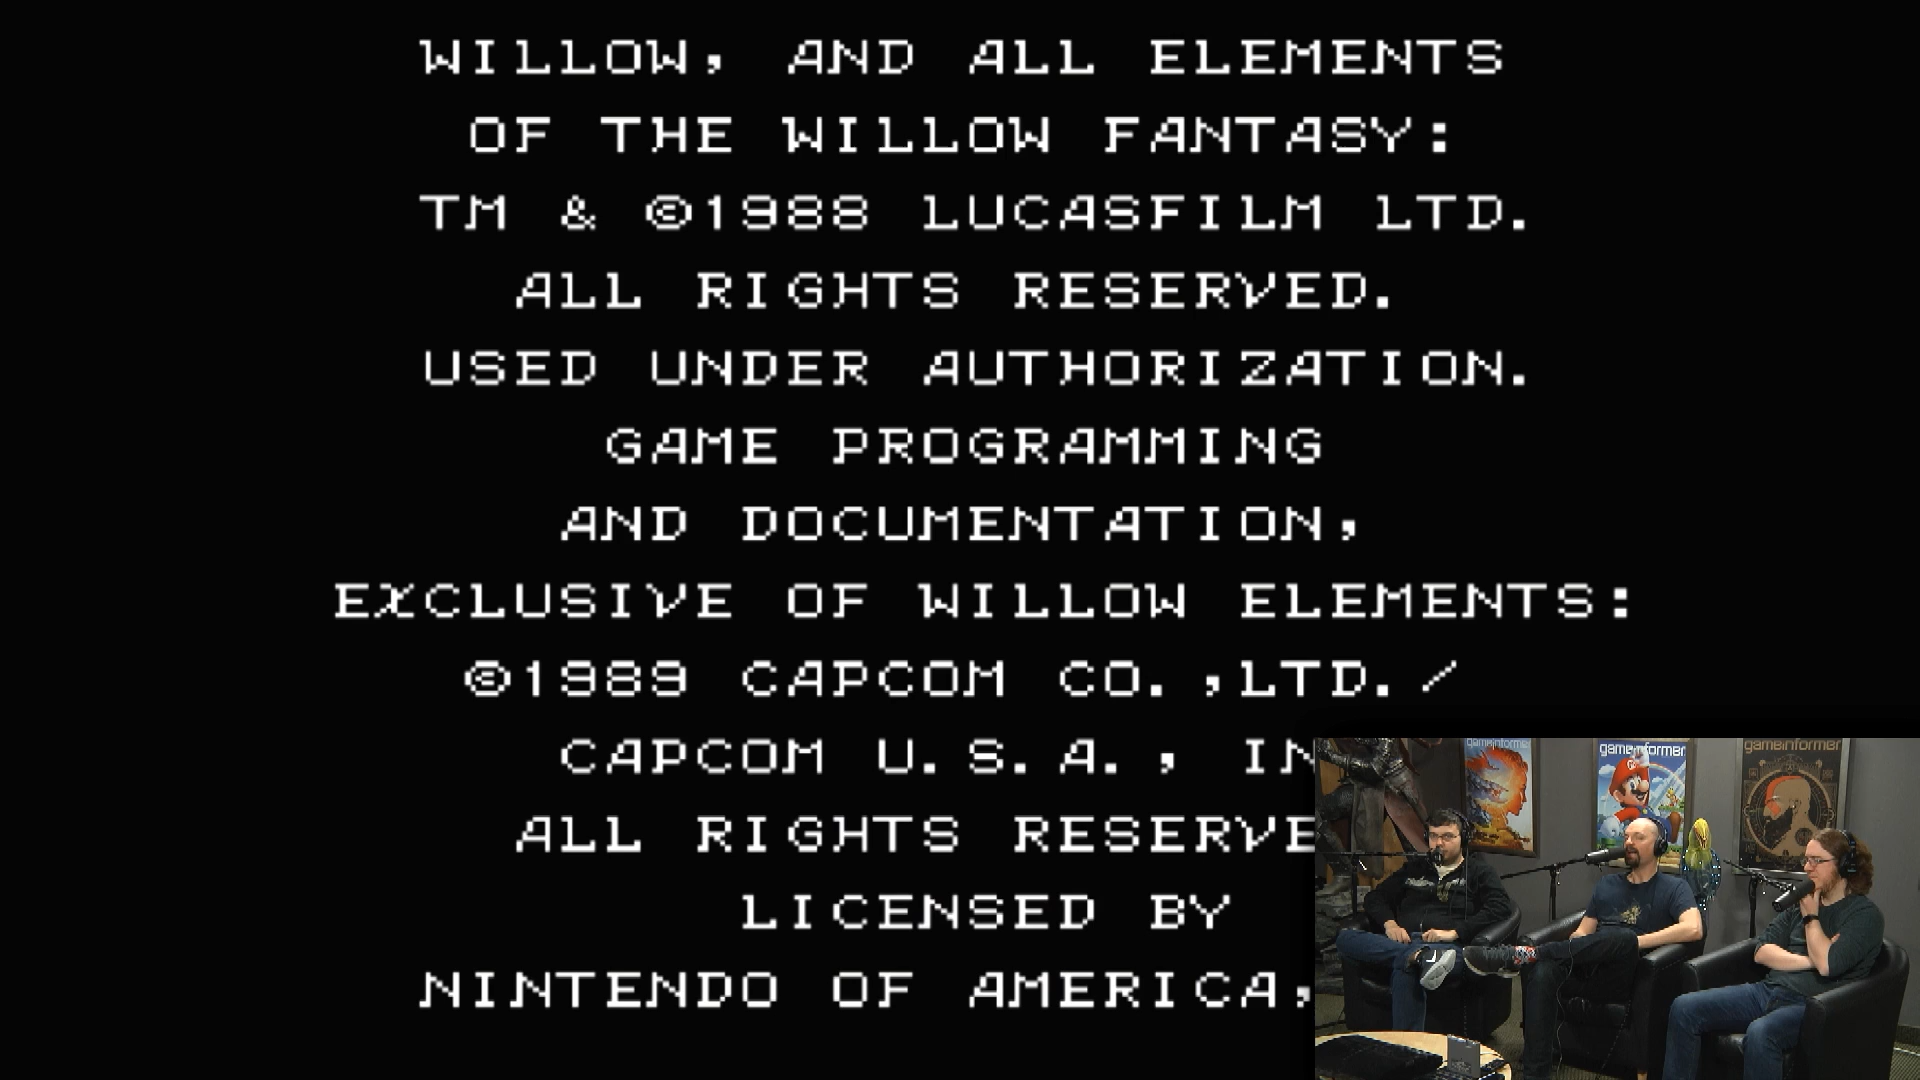 WILLOW, AND ALL ELEMENTS
OF THE WILLOW FANTASY:
TM & ©1988 LUCASFILM LTD.
ALL RIGHTS RESERVED.
USED UNDER AUTHORIZATION.
GAME PROGRAMMING
AND DOCUMENTATION,
EXCLUSIVE OF WILLOW ELEMENTS:
©1989 CAPCOM CO.,LTD./
CAPCOM U.S.A., IN
ALL RIGHTS RESERVE
LICENSED BY
NINTENDO OF AMERICA,
gameinforme
gameinformer
gameinformer